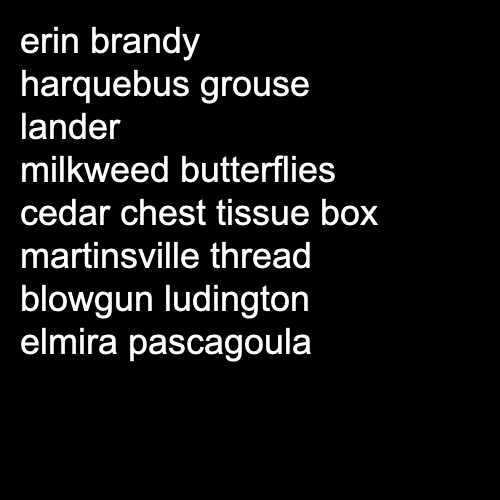 erin brandy
harquebus grouse
lander
milkweed butterflies
cedar chest tissue box
martinsville thread
blowgun ludington
elmira pascagoula